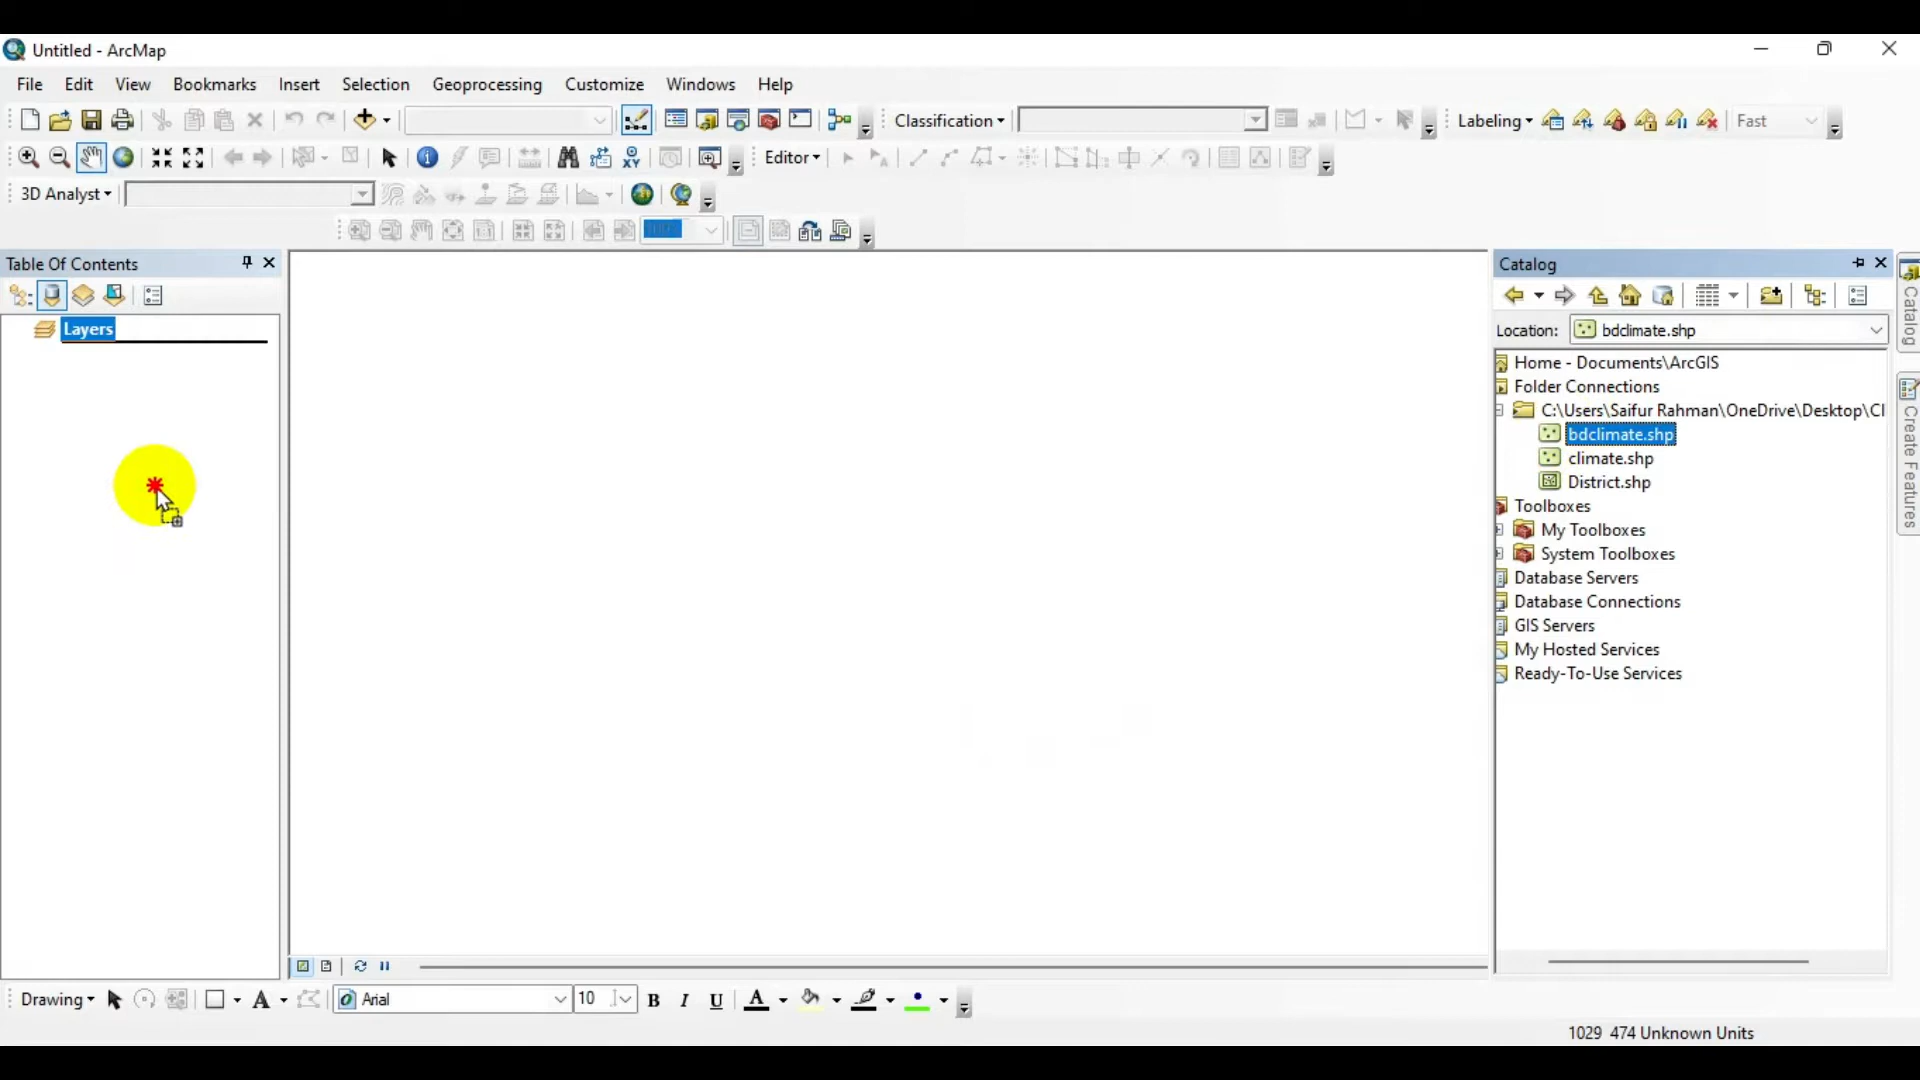 Untitled - ArcMap
File Edit View Bookmarks Insert Selection Geoprocessing Customize Windows Help
Classification Labeling Fast
Editor
3D Analyst
Table Of Contents
Layers
Catalog
Location: bdclimate.shp
Home - Documents\ArcGIS
Folder Connections
C:\Users\Saifur Rahman\OneDrive\Desktop\Cl
bdclimate.shp
climate.shp
District.shp
Toolboxes
My Toolboxes
System Toolboxes
Database Servers
Database Connections
GIS Servers
My Hosted Services
Ready-To-Use Services
Catalog
Create Features
Drawing A Arial 10 B I U A
1029 474 Unknown Units